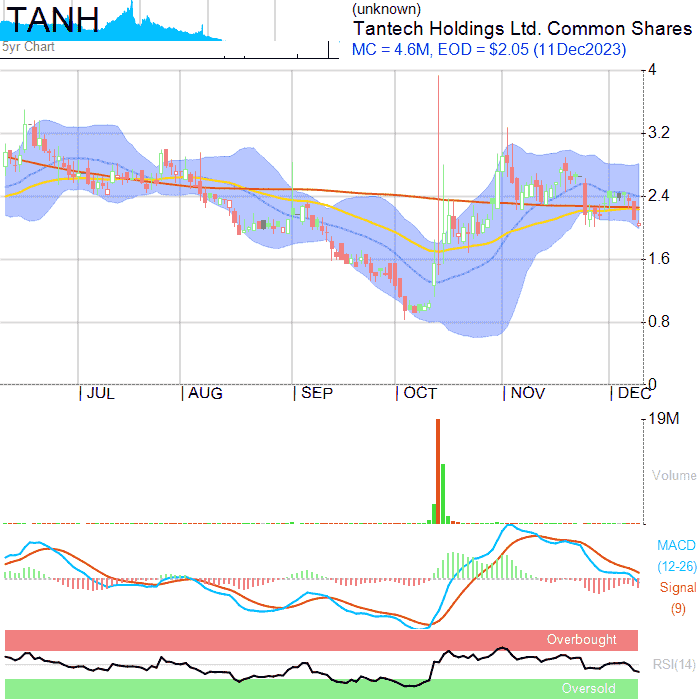 TANH
5yr Chart
(unknown)
Tantech Holdings Ltd. Common Shares
MC = 4.6M, EOD = $2.05 (11Dec2023)
4
3.2
2.4
1.6
0.8
0
JUL AUG SEP OCT NOV DEC
19M
Volume
MACD
(12-26)
Signal
(9)
Overbought
RSI(14)
Oversold